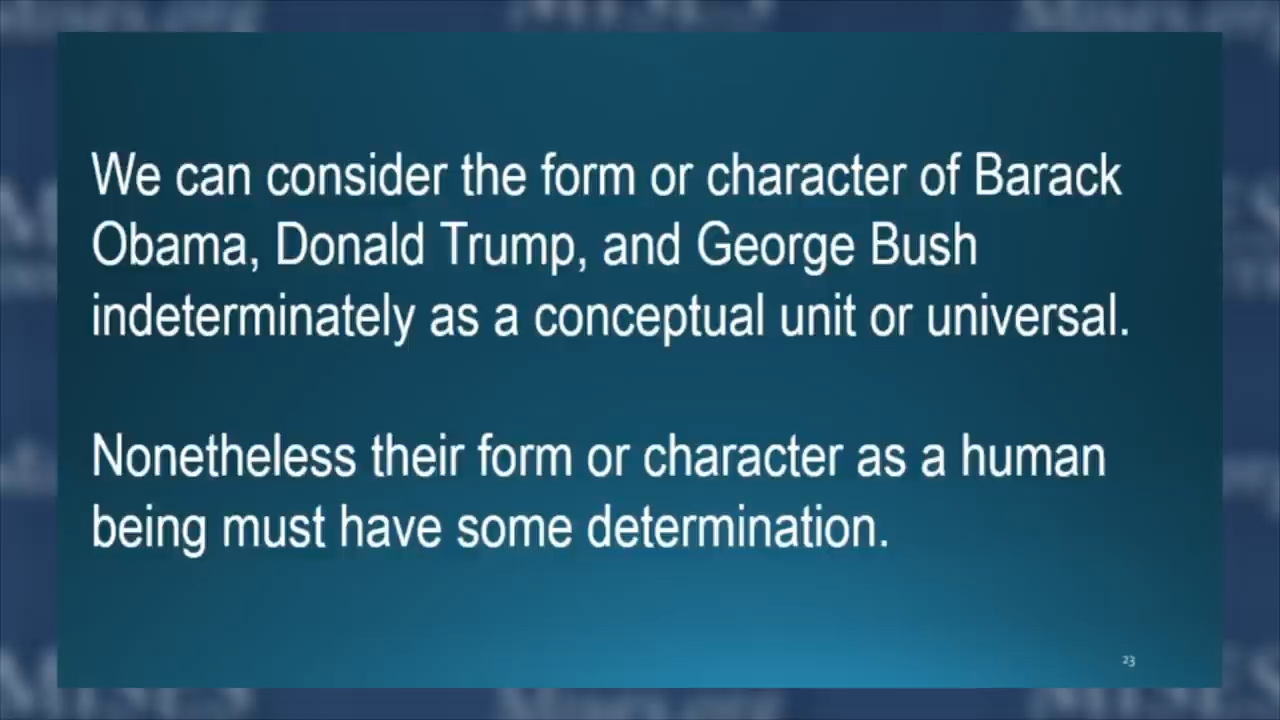 We can consider the form or character of Barack
Obama, Donald Trump, and George Bush
indeterminately as a conceptual unit or universal.
Nonetheless their form or character as a human
being must have some determination.
23